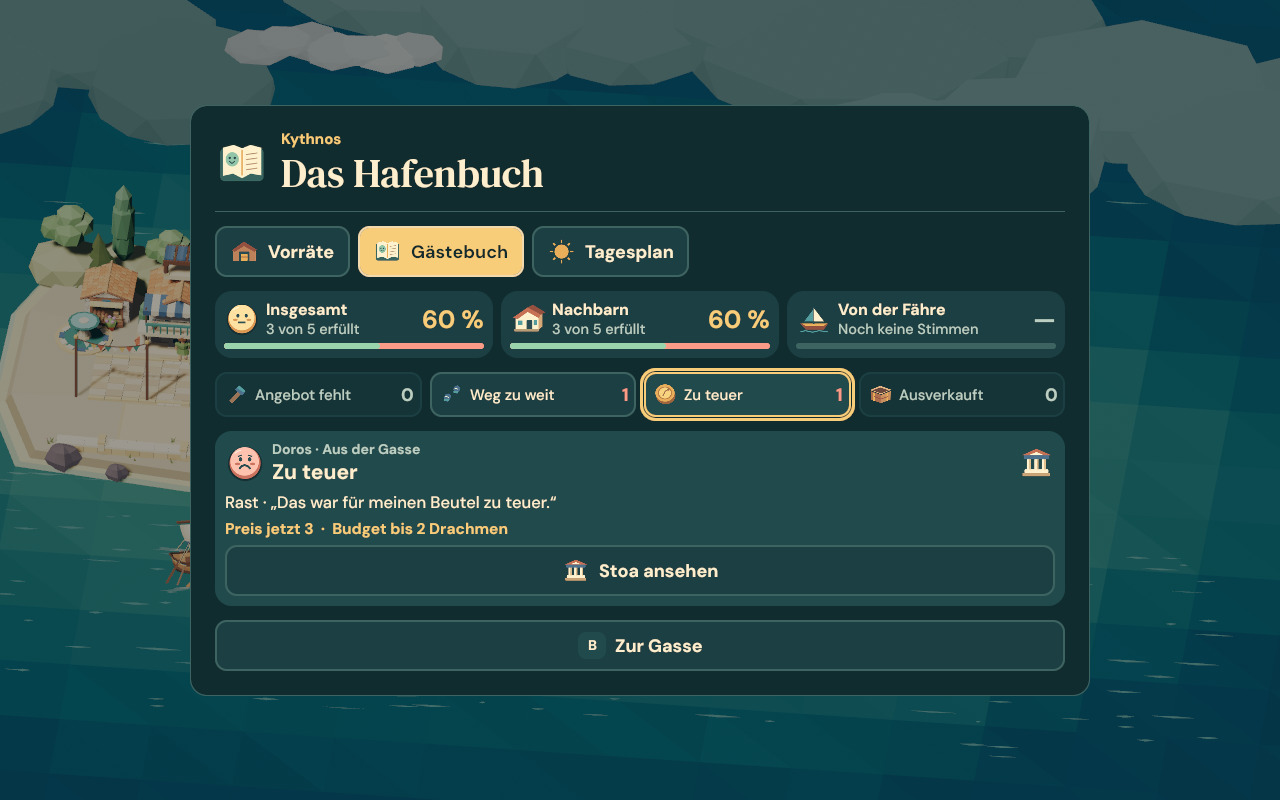 Kythnos
Das Hafenbuch
Vorräte
Gästebuch
Tagesplan
Insgesamt
3 von 5 erfüllt
60 %
Nachbarn
3 von 5 erfüllt
60 %
Von der Fähre
Noch keine Stimmen
—
Angebot fehlt 0
Weg zu weit 1
Zu teuer 1
Ausverkauft 0
Doros · Aus der Gasse
Zu teuer
Rast · „Das war für meinen Beutel zu teuer.“
Preis jetzt 3 · Budget bis 2 Drachmen
Stoa ansehen
B Zur Gasse